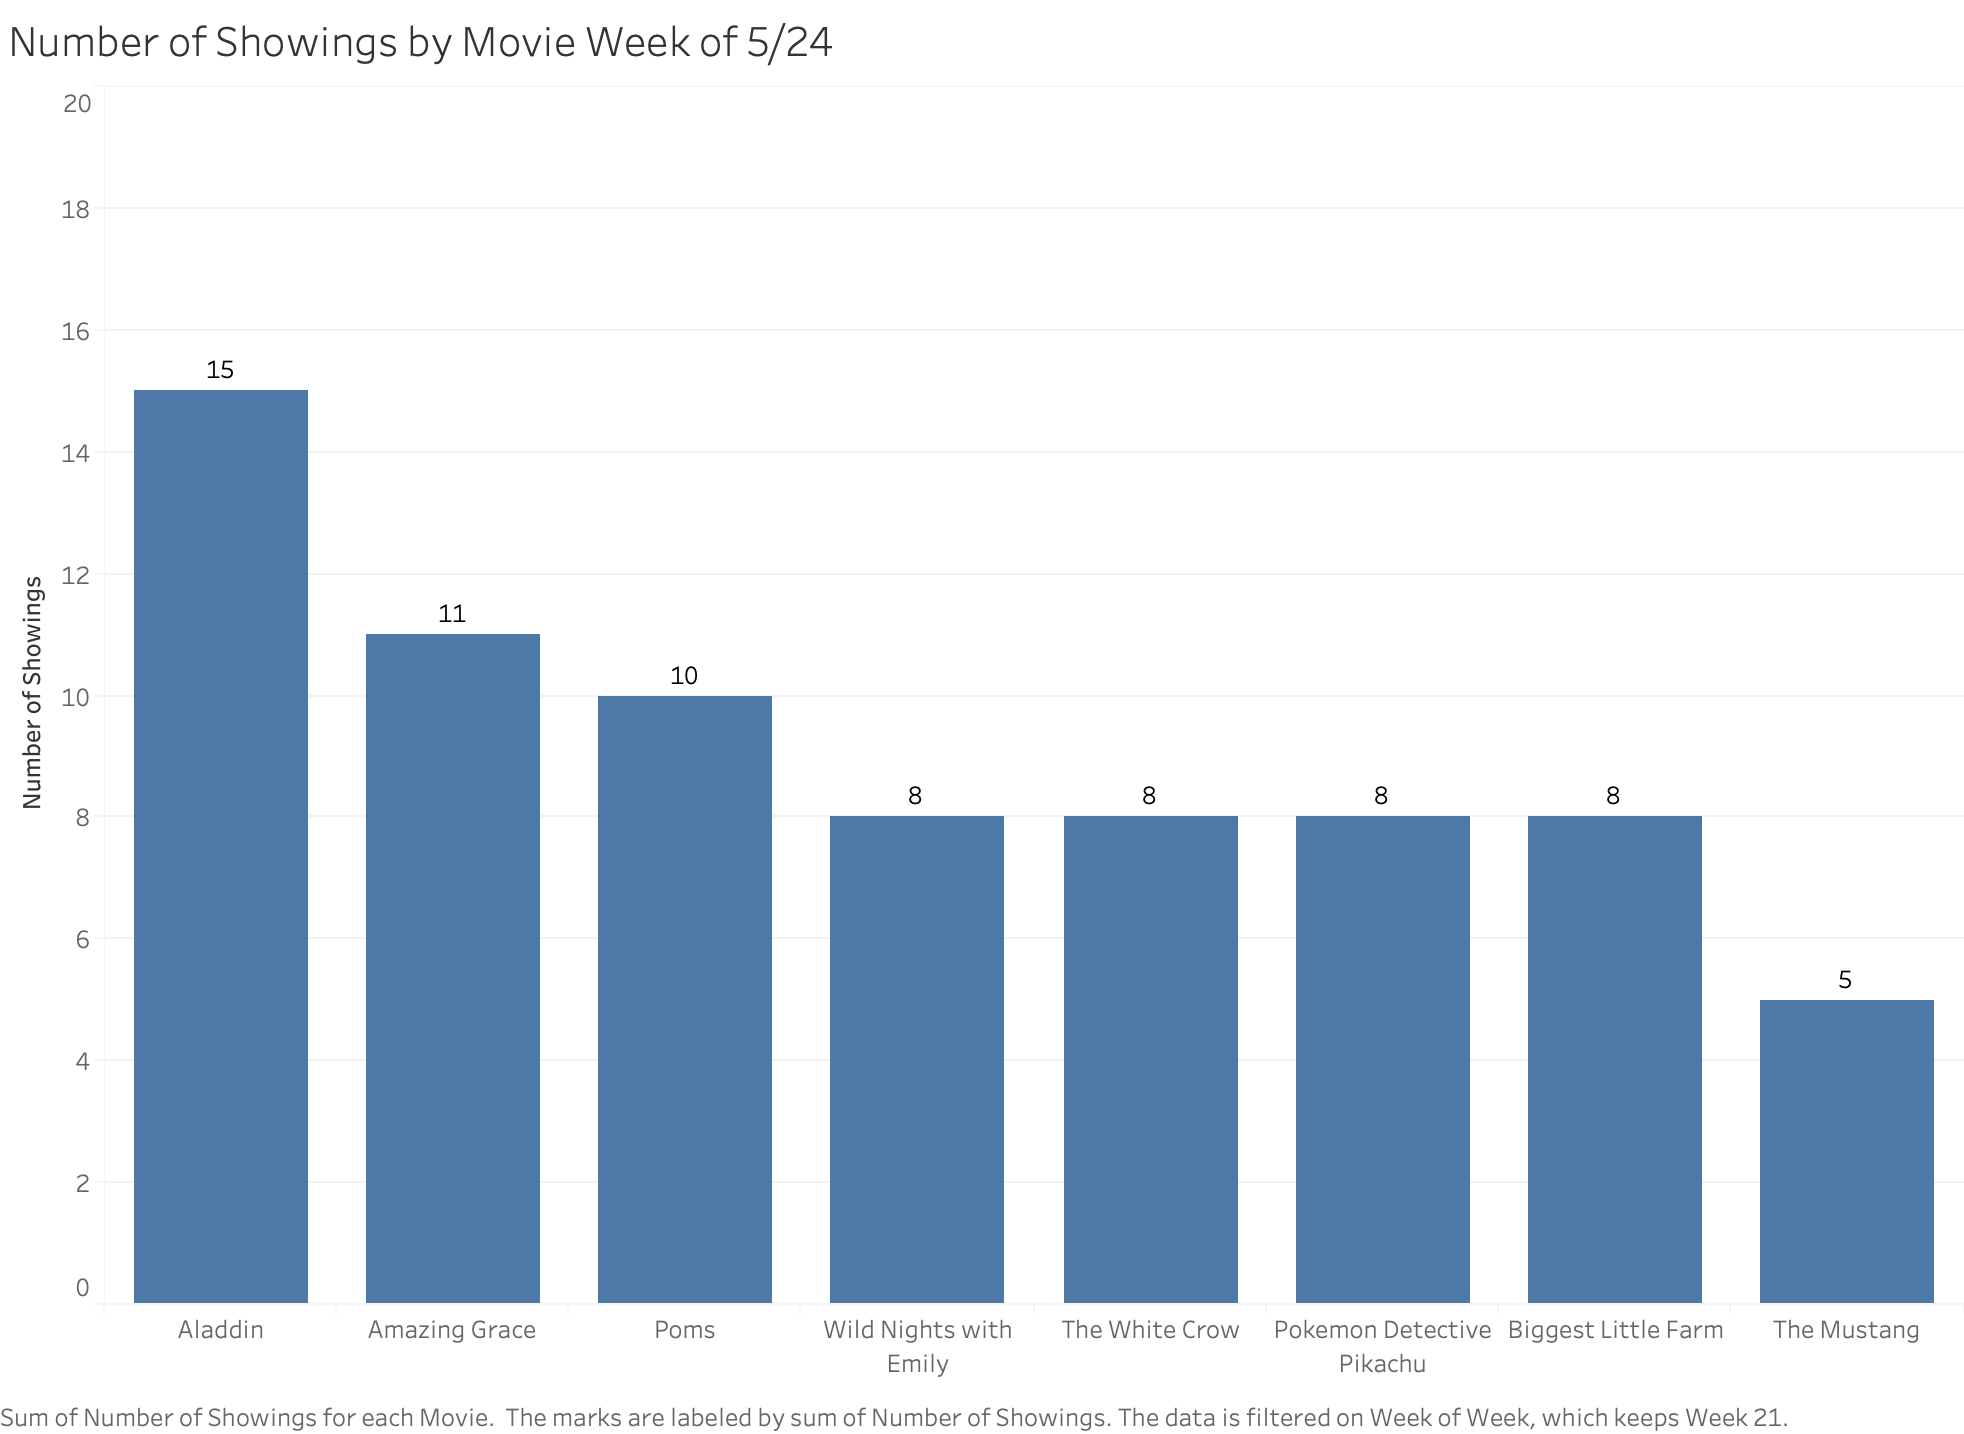 Number of Showings by Movie Week of 5/24
20
18
16
14
12
10
8
6
4
2
0
Number of Showings
15
11
10
8
8
8
8
5
Aladdin
Amazing Grace
Poms
Wild Nights with
Emily
The White Crow
Pokemon Detective
Pikachu
Biggest Little Farm
The Mustang
Sum of Number of Showings for each Movie.  The marks are labeled by sum of Number of Showings. The data is filtered on Week of Week, which keeps Week 21.